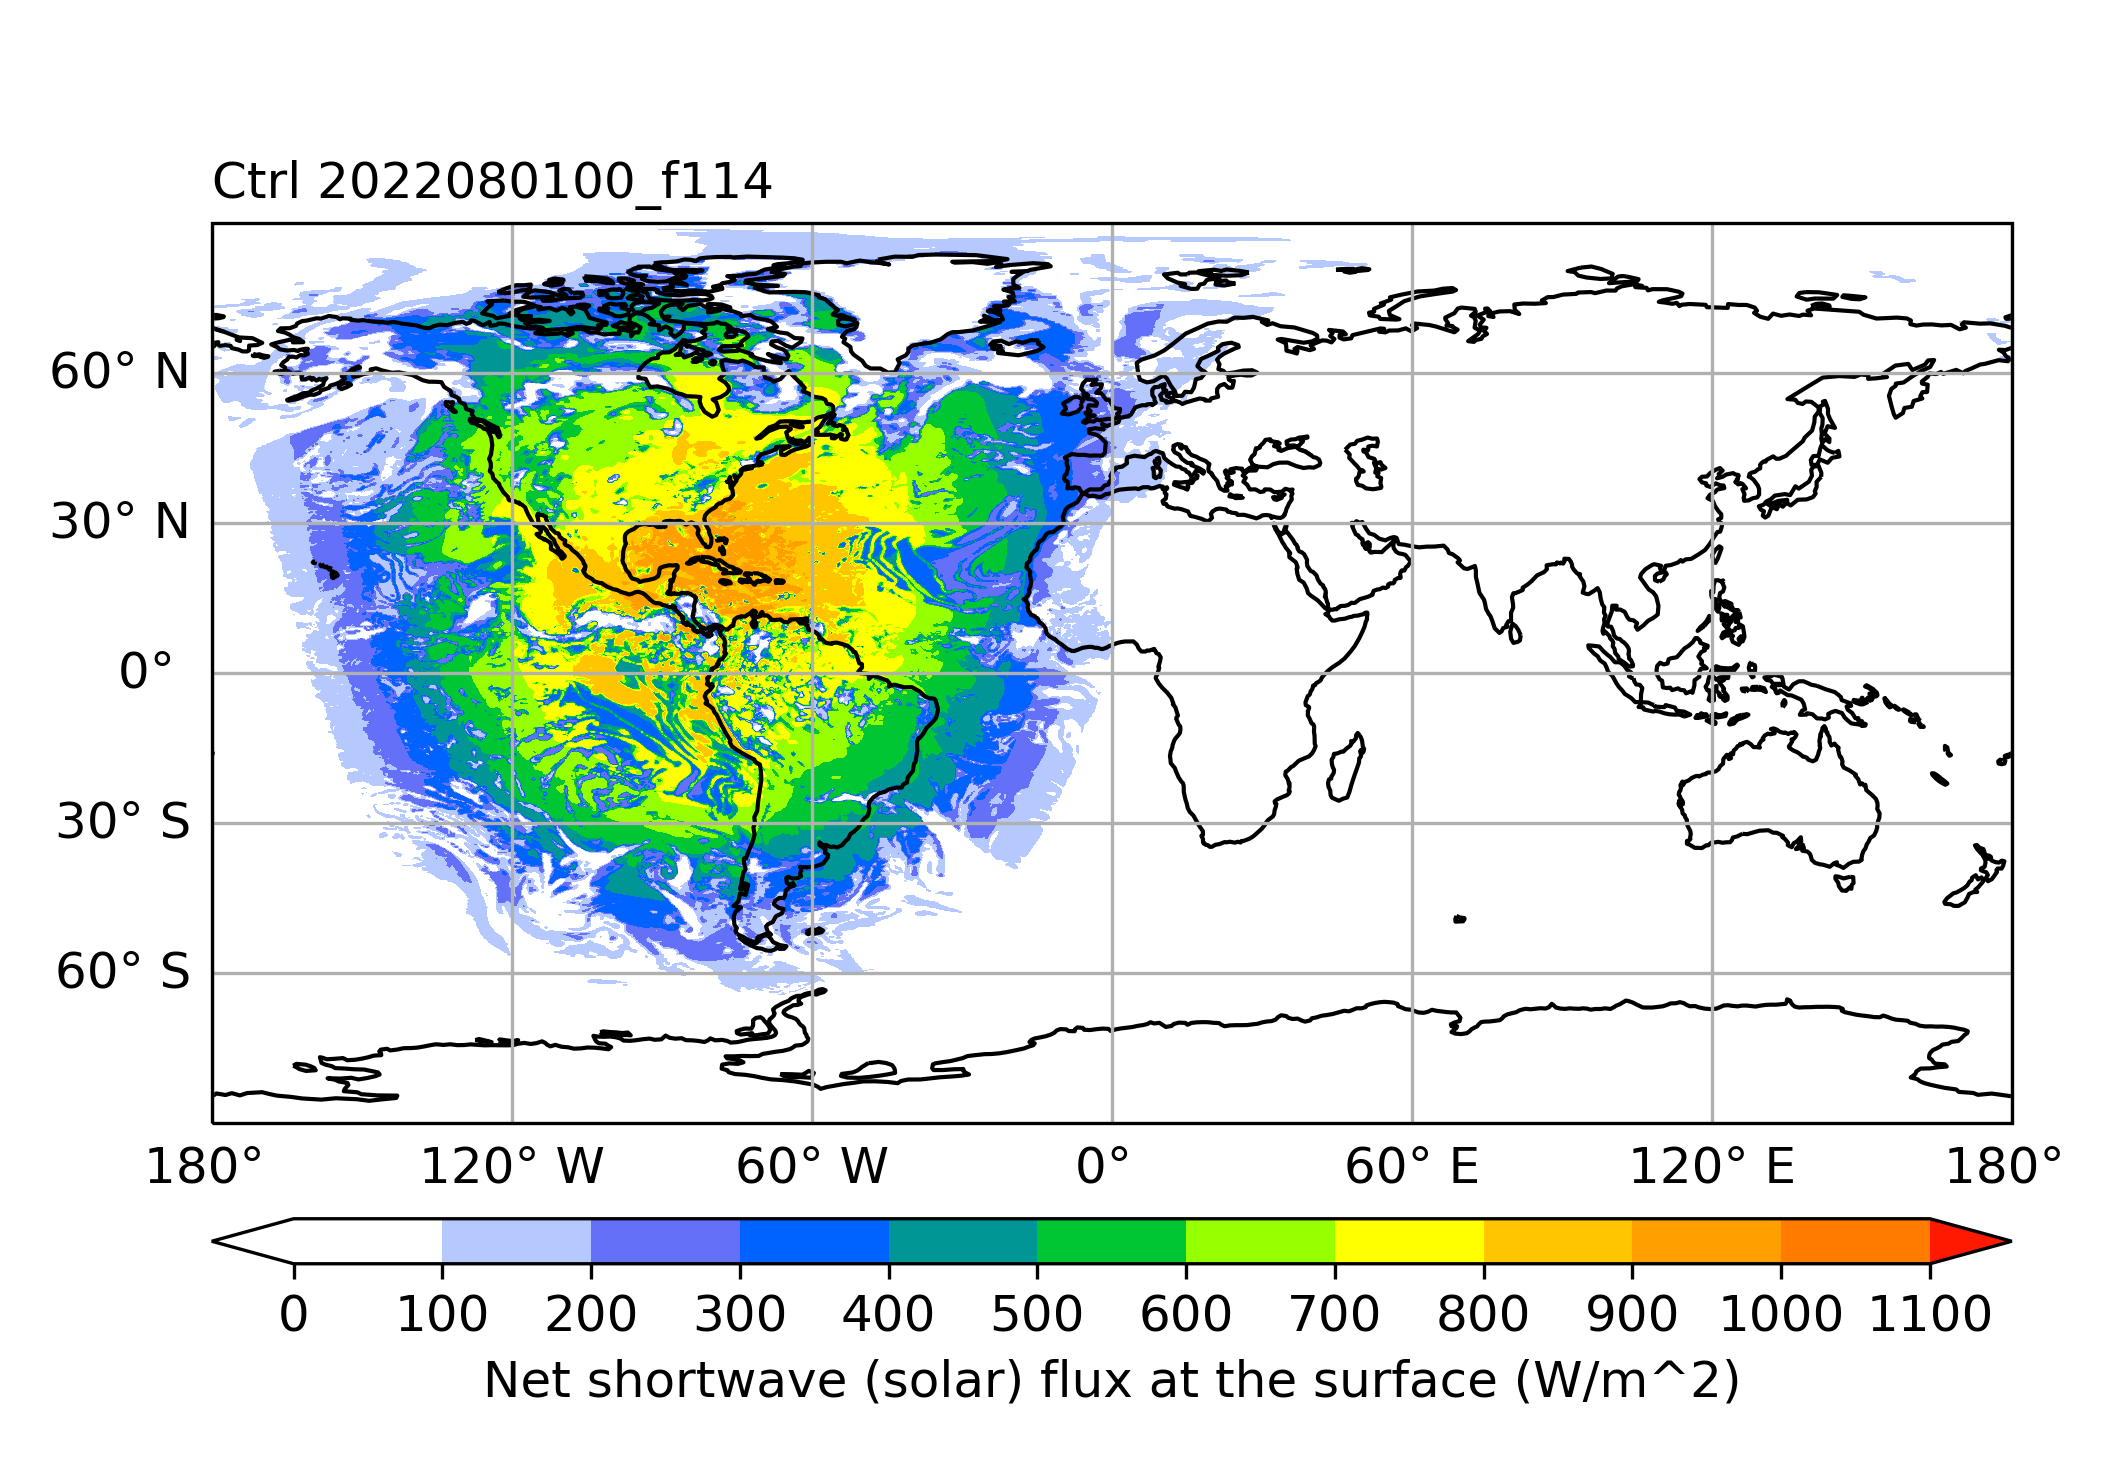 Ctrl 2022080100_f114
60° N
30° N
0°
30° S
60° S
180° 120° W 60° W 0° 60° E 120° E 180°
0 100 200 300 400 500 600 700 800 900 1000 1100
Net shortwave (solar) flux at the surface (W/m^2)